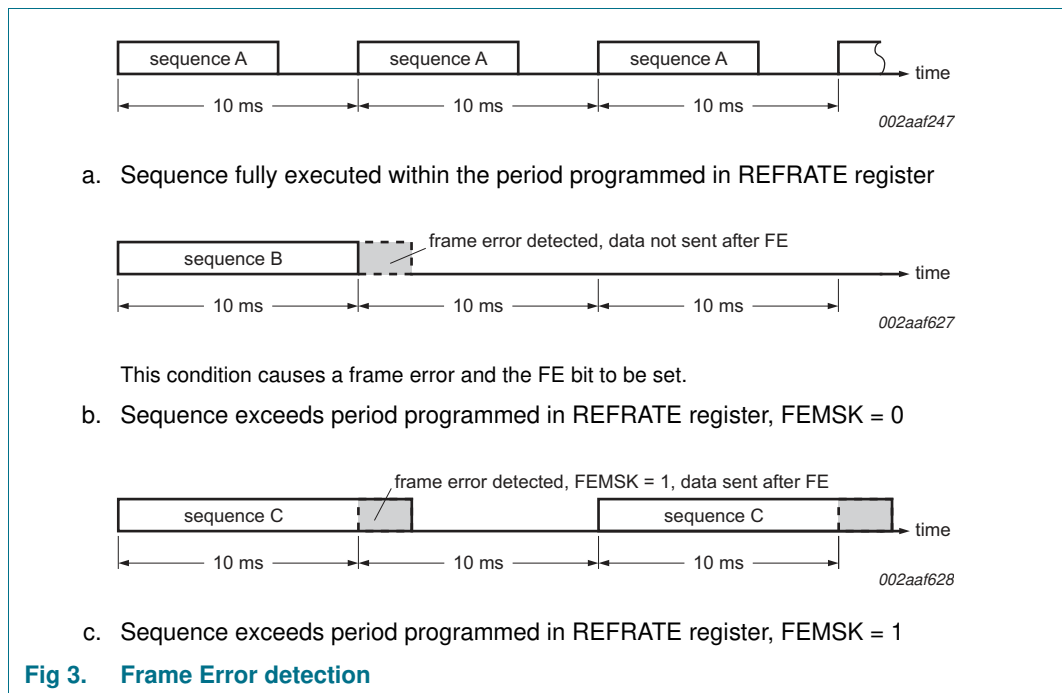 sequence A sequence A sequence A
time
10 ms 10 ms 10 ms
002aaf247
a. Sequence fully executed within the period programmed in REFRATE register
frame error detected, data not sent after FE
sequence B
time
10 ms 10 ms 10 ms
002aaf627
This condition causes a frame error and the FE bit to be set.
b. Sequence exceeds period programmed in REFRATE register, FEMSK = 0
frame error detected, FEMSK = 1, data sent after FE
sequence C sequence C
time
10 ms 10 ms 10 ms
002aaf628
c. Sequence exceeds period programmed in REFRATE register, FEMSK = 1
Fig 3. Frame Error detection